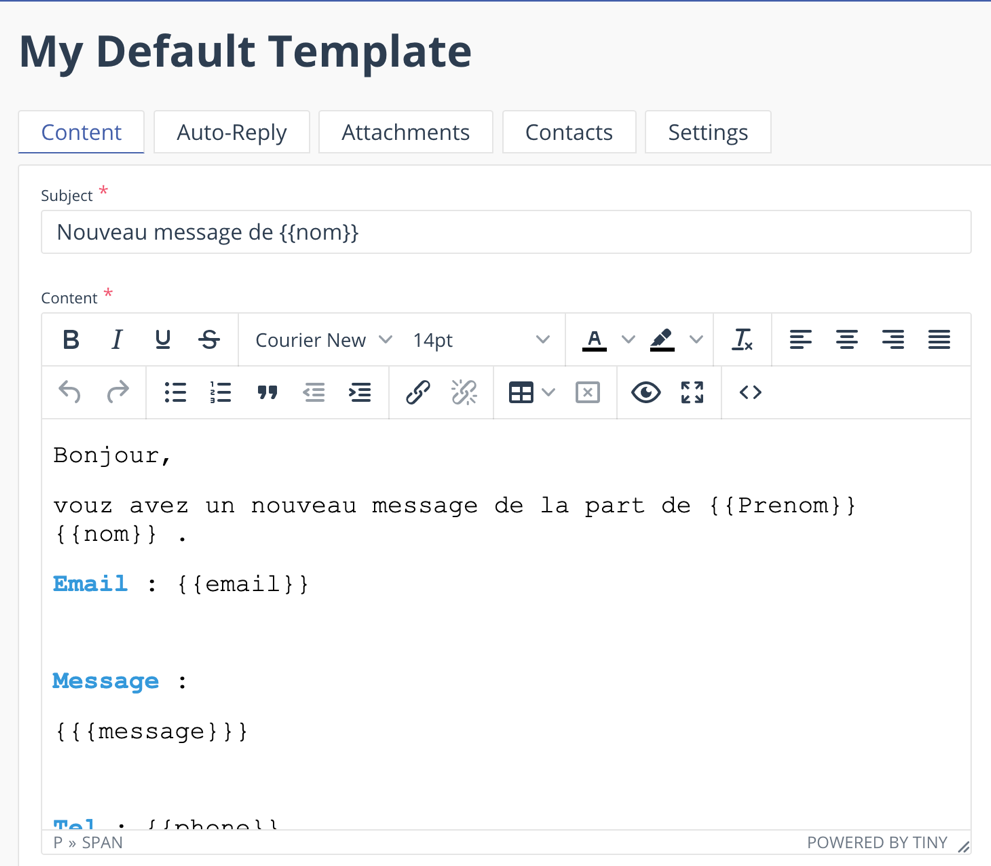 My Default Template
Content Auto-Reply Attachments Contacts Settings
Subject *
Nouveau message de {{nom}}
Content *
B I U S Courier New 14pt A Tx
Bonjour,
vouz avez un nouveau message de la part de {{Prenom}}
{{nom}} .
Email : {{email}}
Message :
{{{message}}}
Tel : {{phone}}
P » SPAN POWERED BY TINY